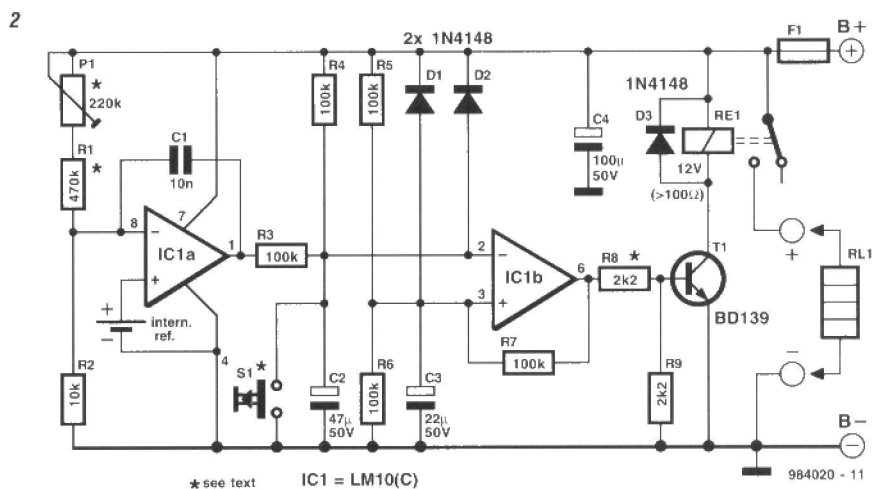 2
2x 1N4148
F1
B+
P1
*
220k
R4
100k
R5
100k
D1
D2
1N4148
D3
RE1
12V
(>100Ω)
C4
100μ
50V
C1
10n
R1
*
470k
8
7
1
IC1a
−
+
4
+
−
intern.
ref.
R3
100k
2
3
6
−
+
IC1b
R8
*
2k2
T1
BD139
+
−
RL1
R7
100k
R2
10k
S1
*
C2
47μ
50V
R6
100k
C3
22μ
50V
R9
2k2
B−
*see text
IC1 = LM10(C)
984020 - 11